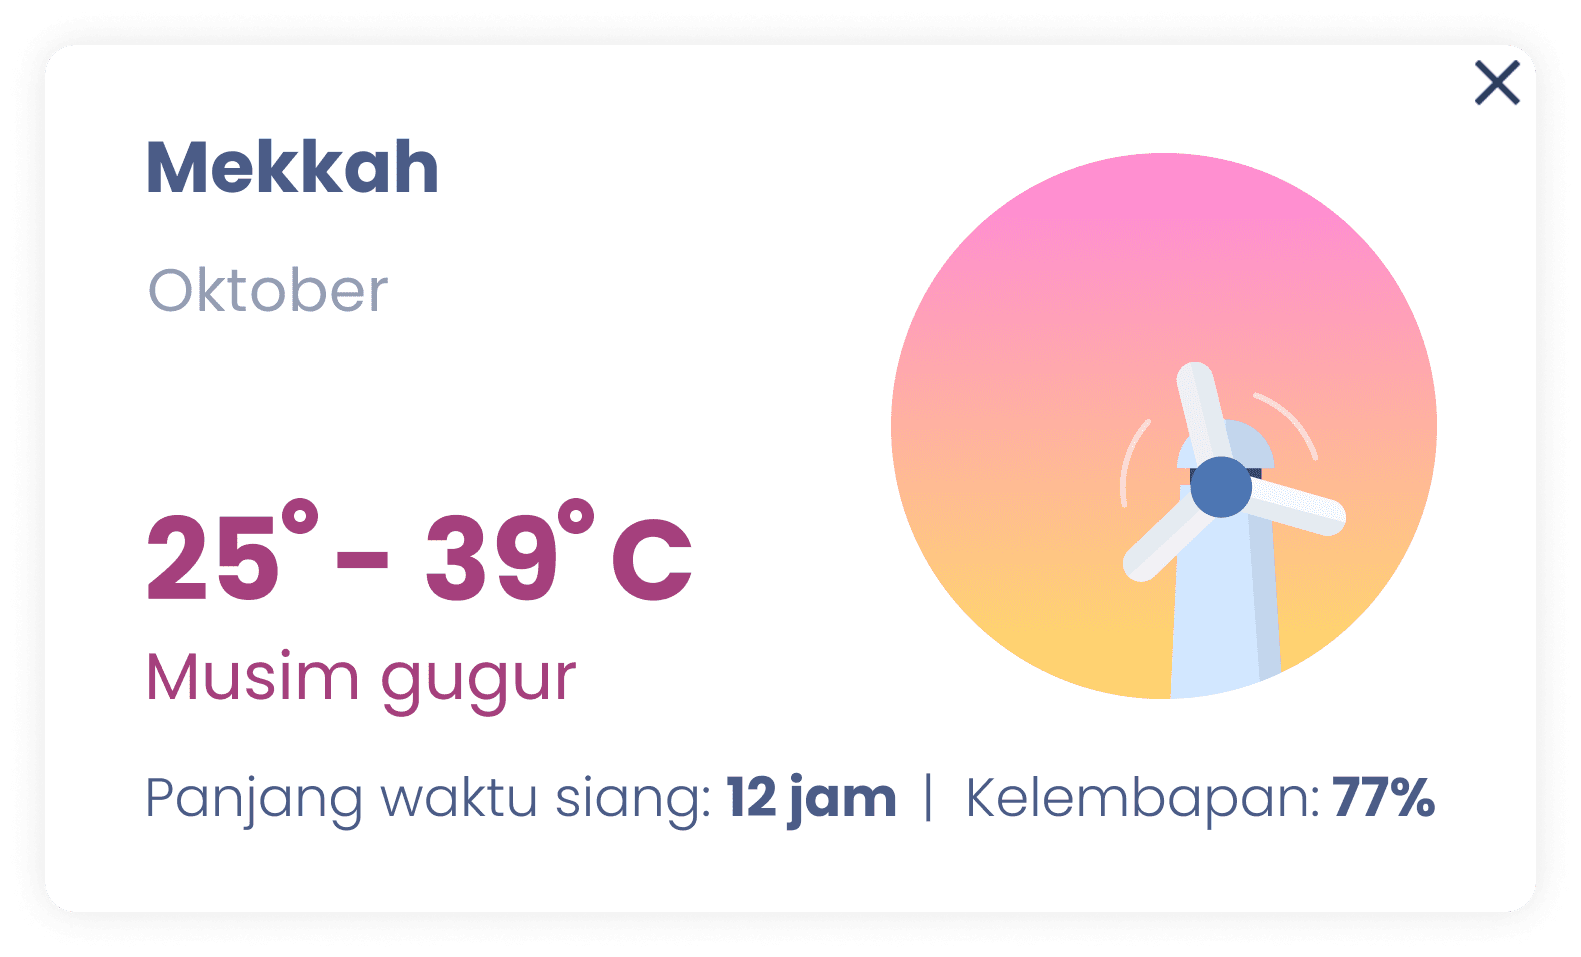 Mekkah
Oktober
25° - 39° C
Musim gugur
Panjang waktu siang: 12 jam | Kelembapan: 77%